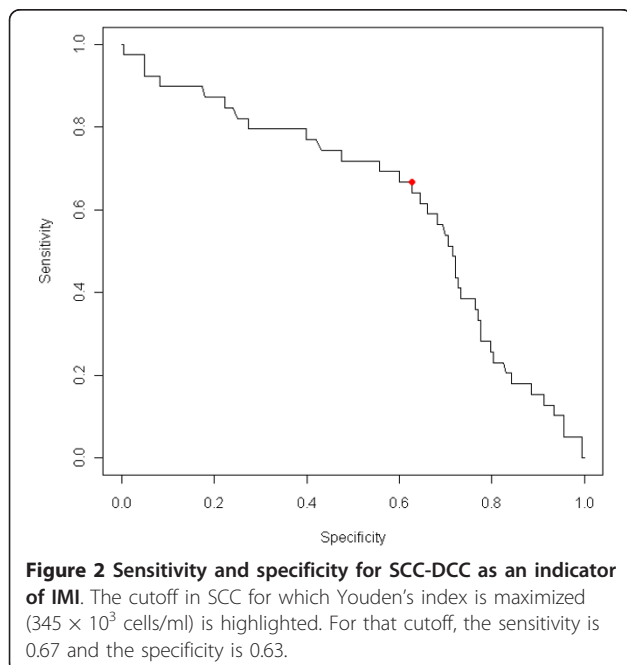 1.0
0.8
0.6
0.4
0.2
0.0
Sensitivity
0.0 0.2 0.4 0.6 0.8 1.0
Specificity
Figure 2 Sensitivity and specificity for SCC-DCC as an indicator
of IMI. The cutoff in SCC for which Youden's index is maximized
(345 × 10³ cells/ml) is highlighted. For that cutoff, the sensitivity is
0.67 and the specificity is 0.63.